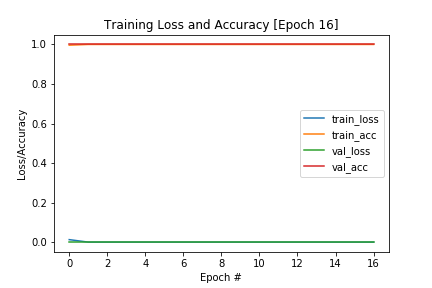 Training Loss and Accuracy [Epoch 16]
1.0
0.8
0.6
0.4
0.2
0.0
Loss/Accuracy
train_loss
train_acc
val_loss
val_acc
0 2 4 6 8 10 12 14 16
Epoch #